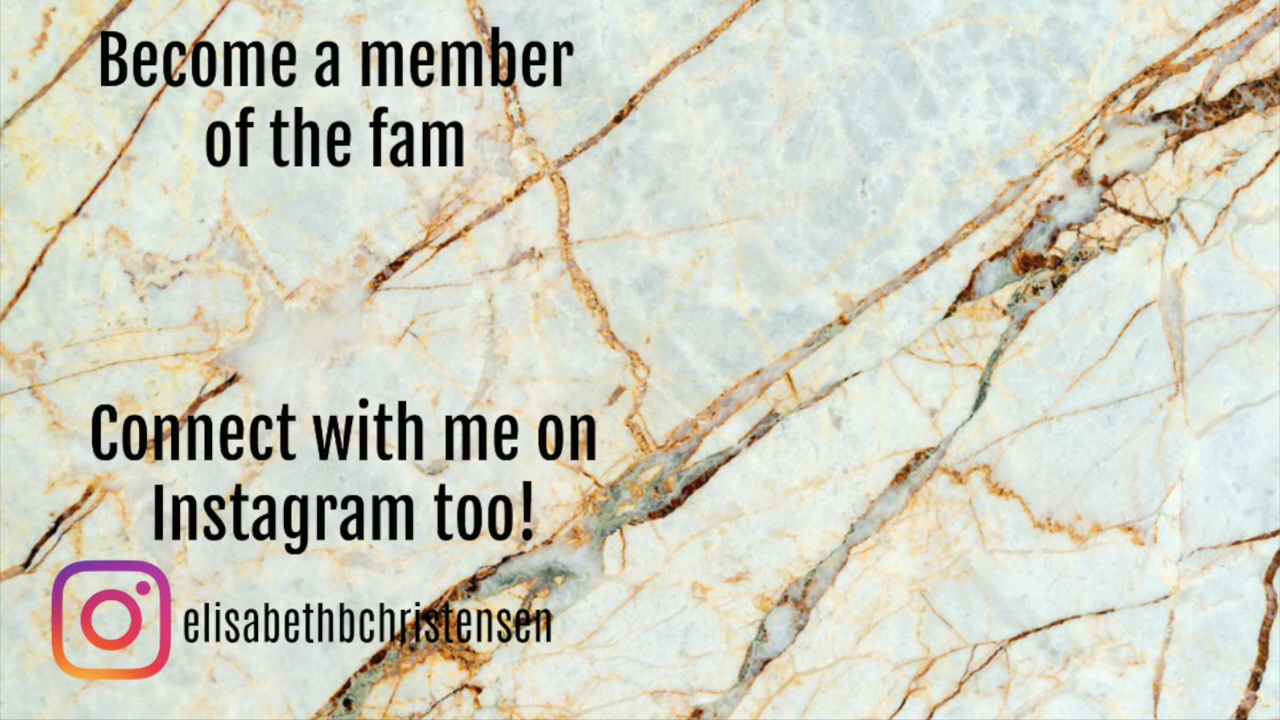 Become a member
of the fam
Connect with me on
Instagram too!
elisabethbchristensen